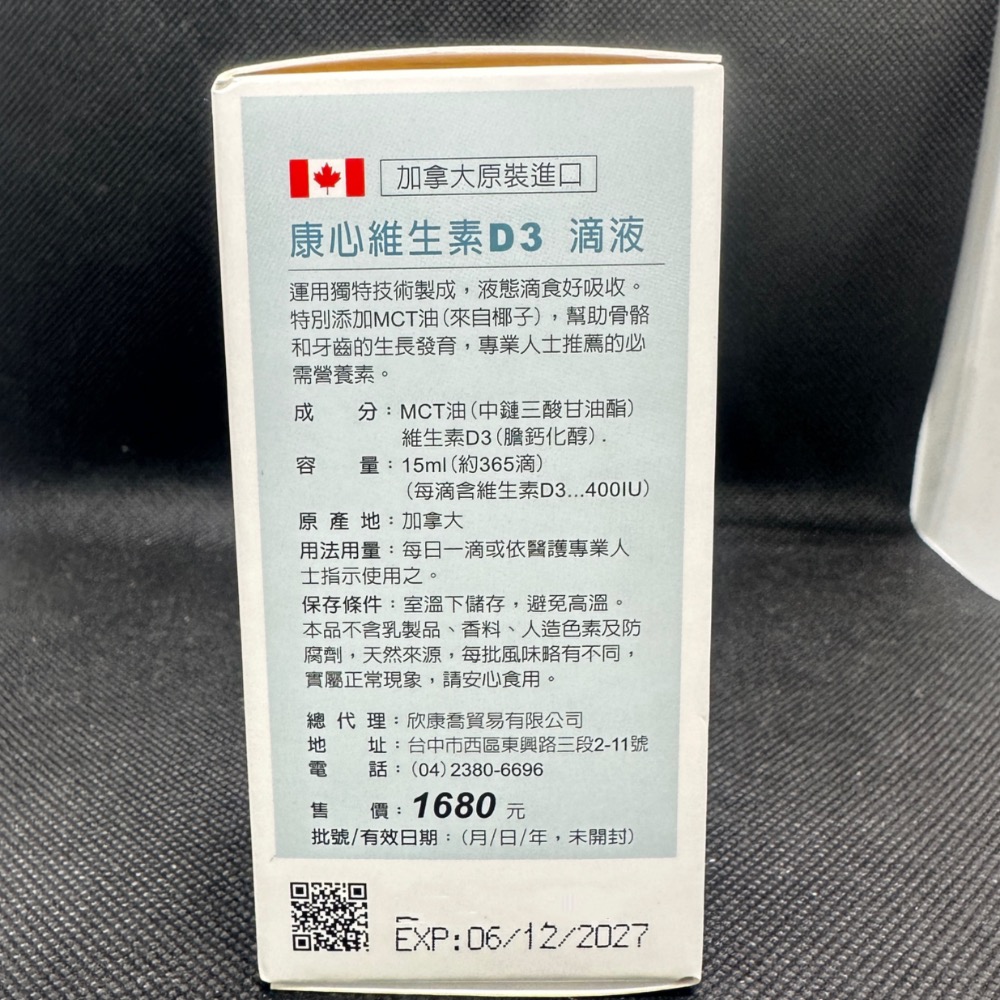 加拿大原裝進口
康心維生素D3 滴液
運用獨特技術製成，液態滴食好吸收。
特別添加MCT油(來自椰子)，幫助骨骼
和牙齒的生長發育，專業人士推薦的必
需營養素。
成 分：MCT油(中鏈三酸甘油酯)
維生素D3(膽鈣化醇).
容 量：15ml(約365滴)
(每滴含維生素D3...400IU)
原 產 地：加拿大
用法用量：每日一滴或依醫護專業人
士指示使用之。
保存條件：室溫下儲存，避免高溫。
本品不含乳製品、香料、人造色素及防
腐劑，天然來源，每批風味略有不同，
實屬正常現象，請安心食用。
總 代 理：欣康喬貿易有限公司
地 址：台中市西區東興路三段2-11號
電 話：(04)2380-6696
售 價：1680 元
批號/有效日期：(月/日/年，未開封)
EXP:06/12/2027